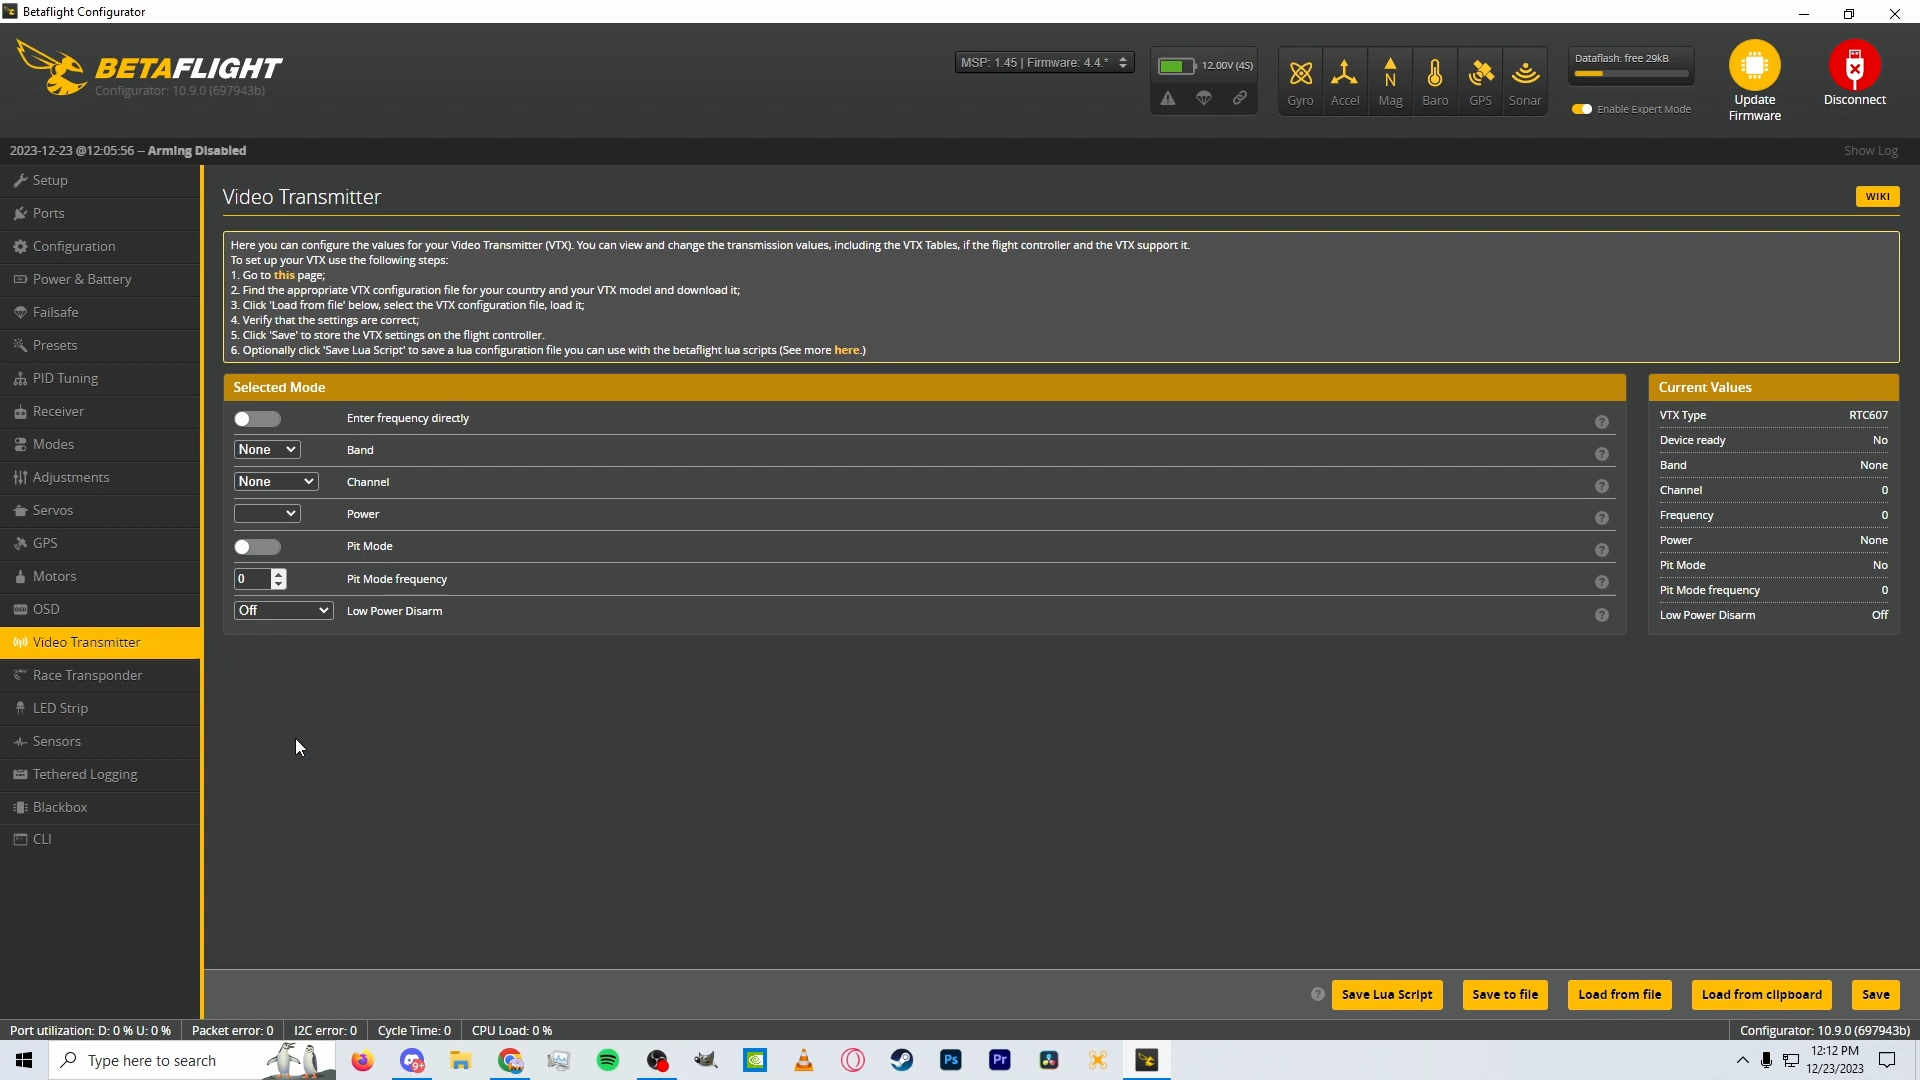 Betaflight Configurator
BETAFLIGHT
Configurator: 10.9.0 (697943b)
MSP: 1.45 | Firmware: 4.4.*
12.00V (4S)
Gyro
Accel
Mag
Baro
GPS
Sonar
Dataflash: free 29kB
Enable Expert Mode
Update
Firmware
Disconnect
2023-12-23 @12:05:56 -- Arming Disabled
Show Log
Setup
Ports
Configuration
Power & Battery
Failsafe
Presets
PID Tuning
Receiver
Modes
Adjustments
Servos
GPS
Motors
OSD
Video Transmitter
Race Transponder
LED Strip
Sensors
Tethered Logging
Blackbox
CLI
Video Transmitter
WIKI
Here you can configure the values for your Video Transmitter (VTX). You can view and change the transmission values, including the VTX Tables, if the flight controller and the VTX support it.
To set up your VTX use the following steps:
1. Go to this page;
2. Find the appropriate VTX configuration file for your country and your VTX model and download it;
3. Click 'Load from file' below, select the VTX configuration file, load it;
4. Verify that the settings are correct;
5. Click 'Save' to store the VTX settings on the flight controller.
6. Optionally click 'Save Lua Script' to save a lua configuration file you can use with the betaflight lua scripts (See more here.)
Selected Mode
Enter frequency directly
None Band
None Channel
Power
Pit Mode
0 Pit Mode frequency
Off Low Power Disarm
Current Values
VTX Type RTC607
Device ready No
Band None
Channel 0
Frequency 0
Power None
Pit Mode No
Pit Mode frequency 0
Low Power Disarm Off
Save Lua Script
Save to file
Load from file
Load from clipboard
Save
Port utilization: D: 0 % U: 0 %
Packet error: 0
I2C error: 0
Cycle Time: 0
CPU Load: 0 %
Configurator: 10.9.0 (697943b)
Type here to search
9+
Ps
Pr
12:12 PM
12/23/2023